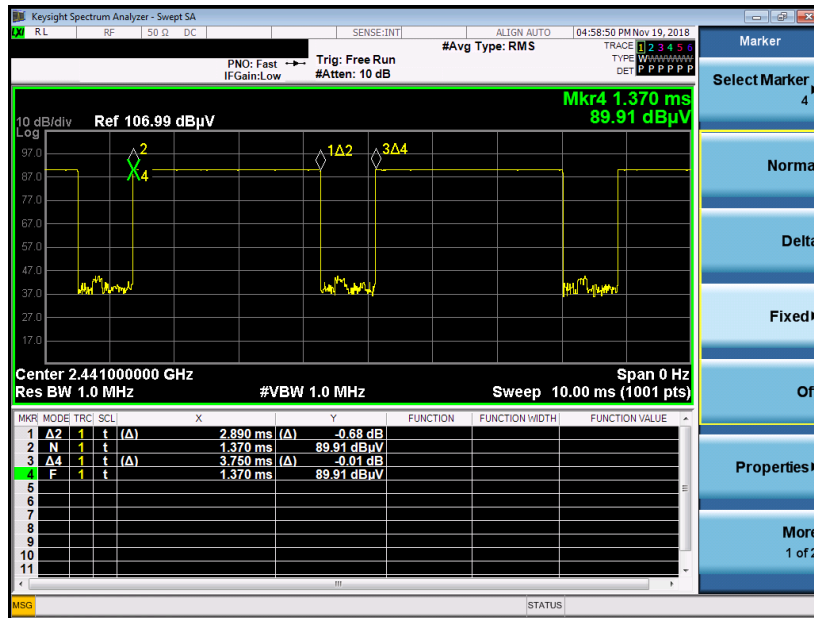 Keysight Spectrum Analyzer - Swept SA
RL RF 50 Ω DC SENSE:INT ALIGN AUTO 04:58:50 PM Nov 19, 2018
#Avg Type: RMS
TRACE 1 2 3 4 5 6
PNO: Fast Trig: Free Run
TYPE WWWWWW
IFGain:Low #Atten: 10 dB
DET P P P P P P
Mkr4 1.370 ms
89.91 dBµV
10 dB/div Ref 106.99 dBµV
Log
97.0
87.0
77.0
67.0
57.0
47.0
37.0
27.0
17.0
2
4
1Δ2
3Δ4
Center 2.441000000 GHz Span 0 Hz
Res BW 1.0 MHz #VBW 1.0 MHz Sweep 10.00 ms (1001 pts)
MKR MODE TRC SCL X Y FUNCTION FUNCTION WIDTH FUNCTION VALUE
1 Δ2 1 t (Δ) 2.890 ms (Δ) -0.68 dB
2 N 1 t 1.370 ms 89.91 dBµV
3 Δ4 1 t (Δ) 3.750 ms (Δ) -0.01 dB
4 F 1 t 1.370 ms 89.91 dBµV
5
6
7
8
9
10
11
MSG STATUS
Marker
Select Marker
4
Norma
Delta
Fixed
Of
Properties
More
1 of 2